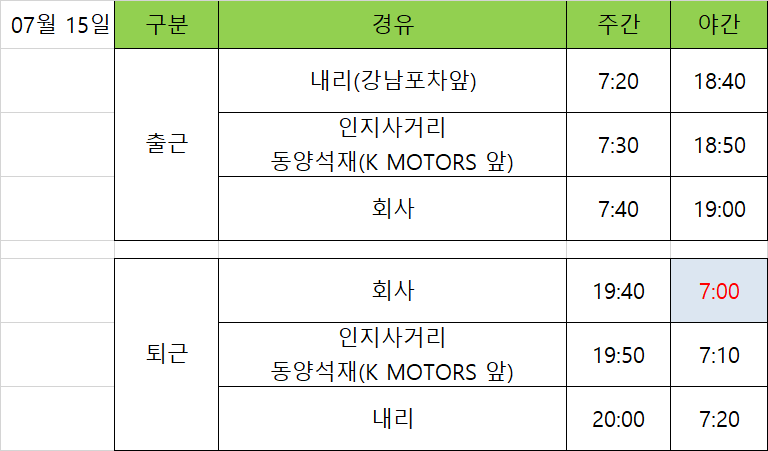 07월 15일 구분 경유 주간 야간
내리(강남포차앞) 7:20 18:40
출근
인지사거리
동양석재(K MOTORS 앞) 7:30 18:50
회사 7:40 19:00
회사 19:40 7:00
퇴근
인지사거리
동양석재(K MOTORS 앞) 19:50 7:10
내리 20:00 7:20